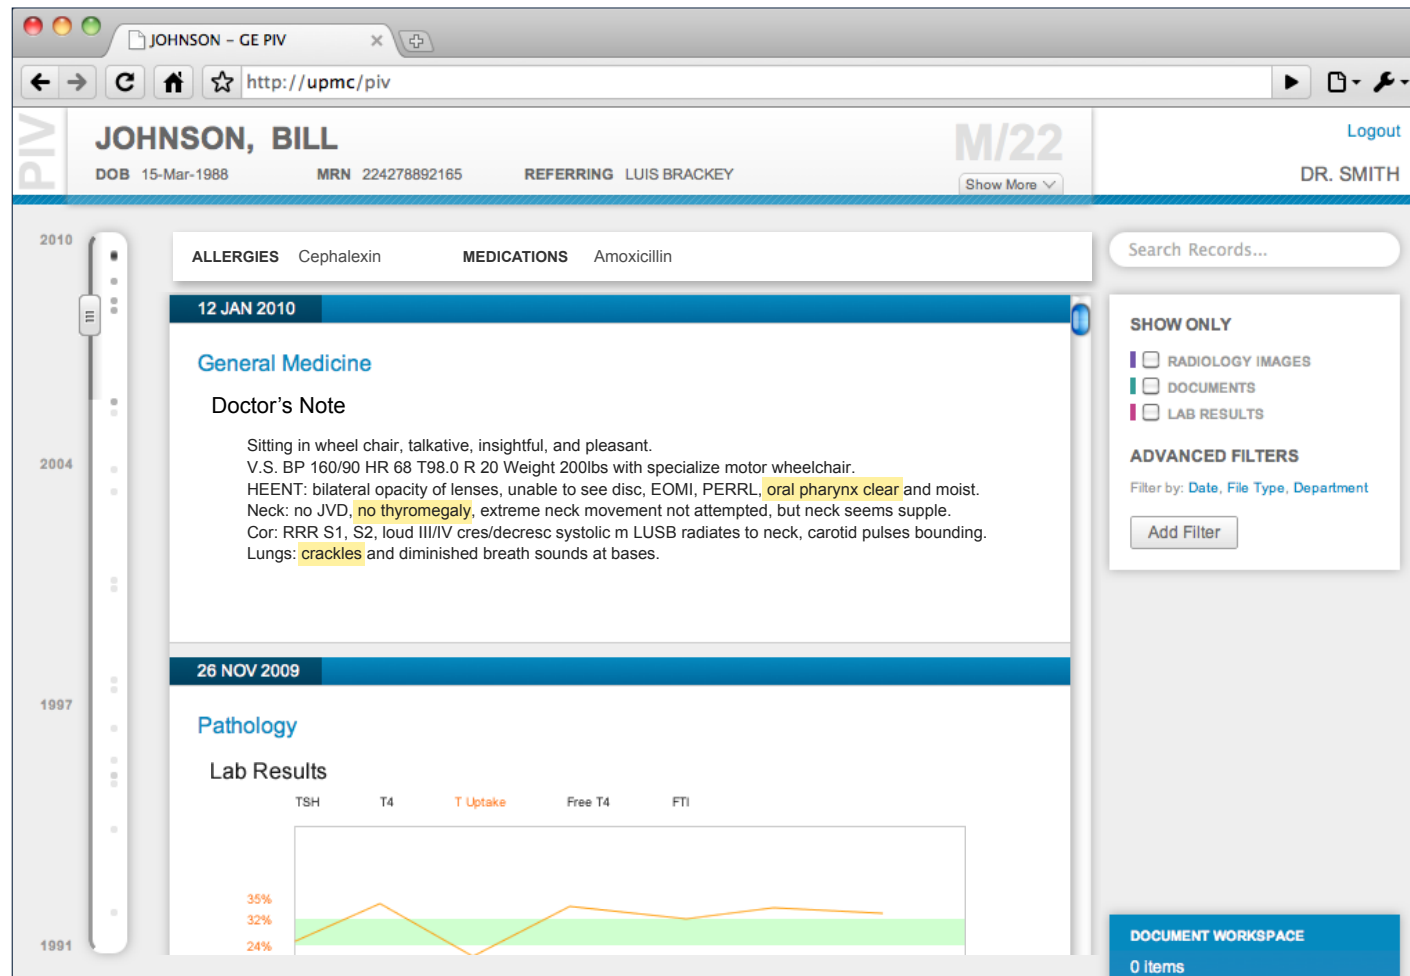 JOHNSON – GE PIV
http://upmc/piv
PIV
JOHNSON, BILL
M/22
Logout
DOB 15-Mar-1988 MRN 224278892165 REFERRING LUIS BRACKEY
Show More
DR. SMITH
2010
2004
1997
1991
ALLERGIES Cephalexin MEDICATIONS Amoxicillin
12 JAN 2010
General Medicine
Doctor's Note
Sitting in wheel chair, talkative, insightful, and pleasant.
V.S. BP 160/90 HR 68 T98.0 R 20 Weight 200lbs with specialize motor wheelchair.
HEENT: bilateral opacity of lenses, unable to see disc, EOMI, PERRL, oral pharynx clear and moist.
Neck: no JVD, no thyromegaly, extreme neck movement not attempted, but neck seems supple.
Cor: RRR S1, S2, loud III/IV cres/decresc systolic m LUSB radiates to neck, carotid pulses bounding.
Lungs: crackles and diminished breath sounds at bases.
26 NOV 2009
Pathology
Lab Results
TSH T4 T Uptake Free T4 FTI
35%
32%
24%
Search Records...
SHOW ONLY
RADIOLOGY IMAGES
DOCUMENTS
LAB RESULTS
ADVANCED FILTERS
Filter by: Date, File Type, Department
Add Filter
DOCUMENT WORKSPACE
0 items